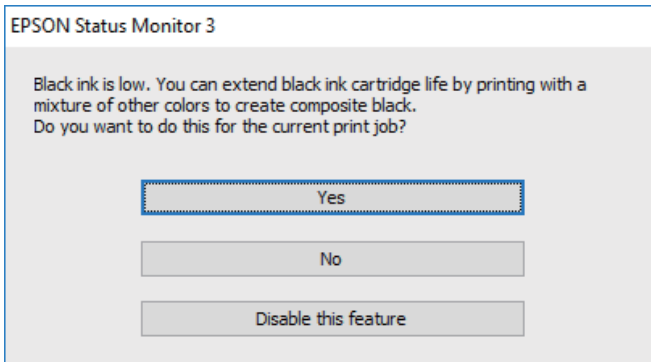 EPSON Status Monitor 3
Black ink is low. You can extend black ink cartridge life by printing with a
mixture of other colors to create composite black.
Do you want to do this for the current print job?
Yes
No
Disable this feature